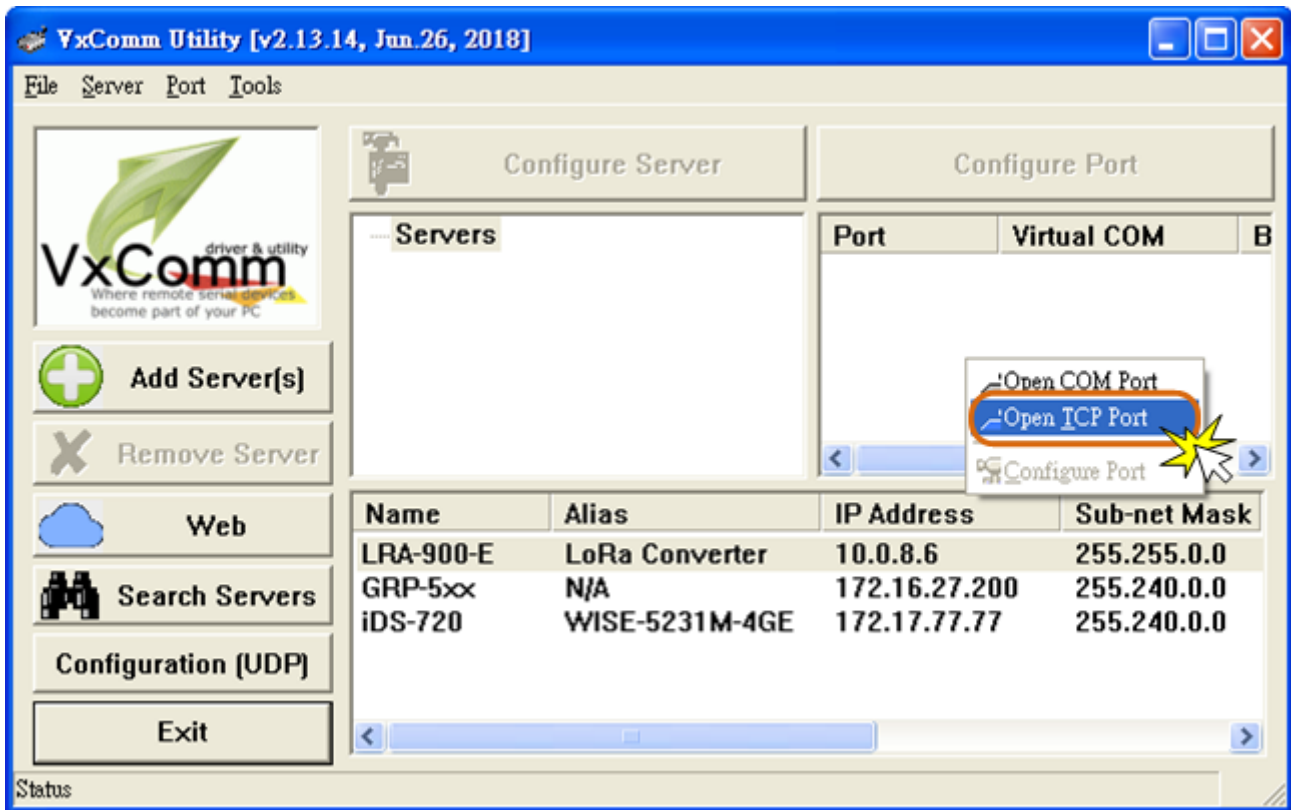 VxComm Utility [v2.13.14, Jun.26, 2018]
File Server Port Tools
VxComm
driver & utility
Where remote serial devices
become part of your PC
Configure Server
Configure Port
Servers
Port Virtual COM B
Open COM Port
Open TCP Port
Configure Port
Add Server(s)
Remove Server
Web
Search Servers
Configuration (UDP)
Exit
Name Alias IP Address Sub-net Mask
LRA-900-E LoRa Converter 10.0.8.6 255.255.0.0
GRP-5xx N/A 172.16.27.200 255.240.0.0
iDS-720 WISE-5231M-4GE 172.17.77.77 255.240.0.0
Status